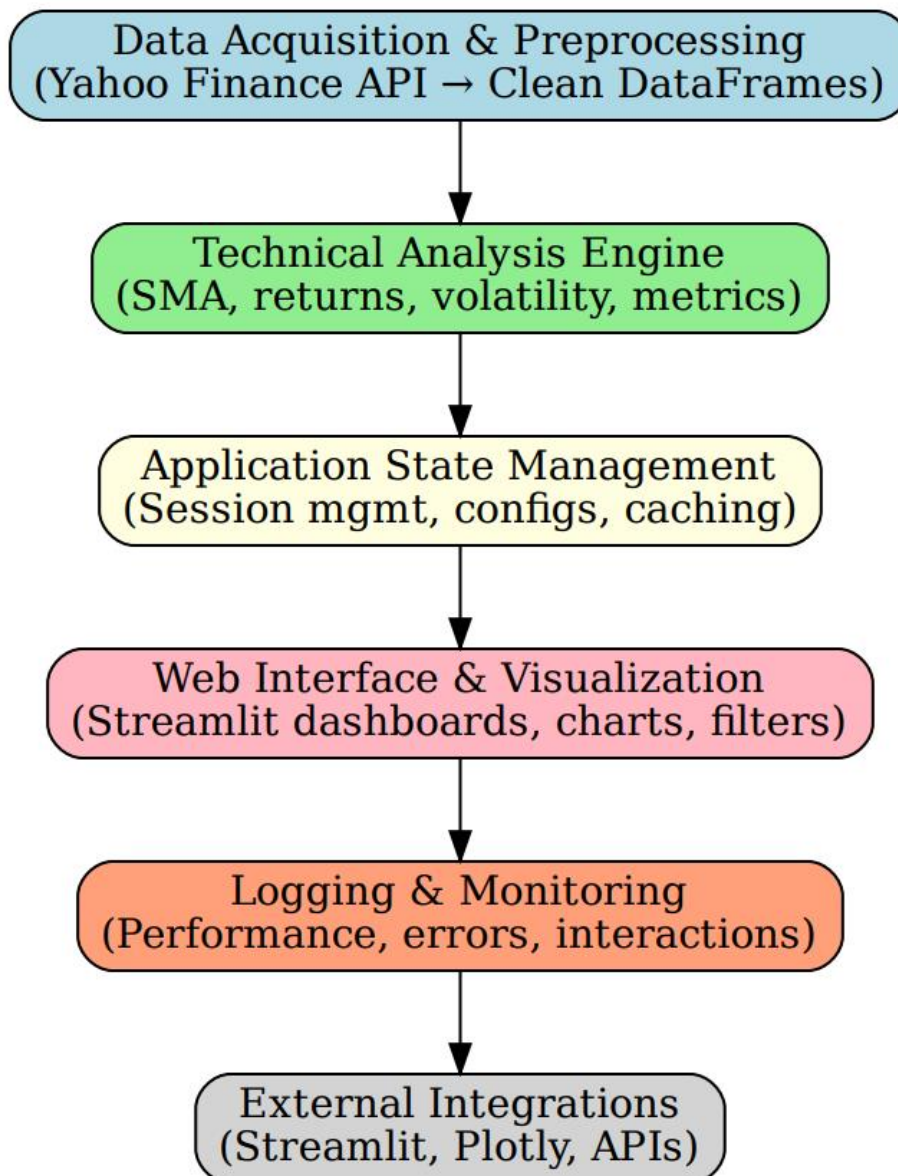 Data Acquisition & Preprocessing
(Yahoo Finance API → Clean DataFrames)
Technical Analysis Engine
(SMA, returns, volatility, metrics)
Application State Management
(Session mgmt, configs, caching)
Web Interface & Visualization
(Streamlit dashboards, charts, filters)
Logging & Monitoring
(Performance, errors, interactions)
External Integrations
(Streamlit, Plotly, APIs)